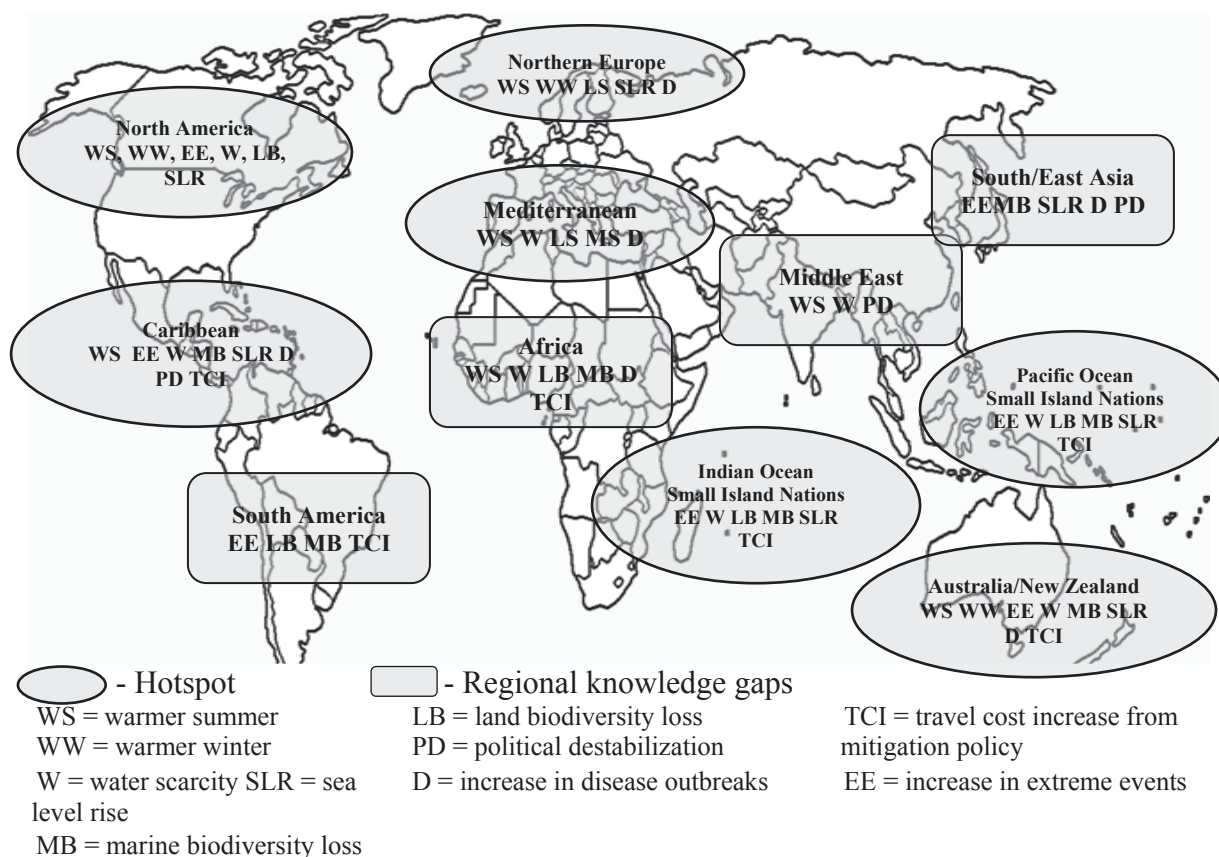 Northern Europe
WS WW LS SLR D
North America
WS, WW, EE, W, LB,
SLR
South/East Asia
EEMB SLR D PD
Mediterranean
WS W LS MS D
Middle East
WS W PD
Caribbean
WS EE W MB SLR D
PD TCI
Africa
WS W LB MB D
TCI
Pacific Ocean
Small Island Nations
EE W LB MB SLR
TCI
Indian Ocean
Small Island Nations
EE W LB MB SLR
TCI
South America
EE LB MB TCI
Australia/New Zealand
WS WW EE W MB SLR
D TCI
- Hotspot
- Regional knowledge gaps
WS = warmer summer
WW = warmer winter
W = water scarcity SLR = sea
level rise
MB = marine biodiversity loss
LB = land biodiversity loss
PD = political destabilization
D = increase in disease outbreaks
TCI = travel cost increase from
mitigation policy
EE = increase in extreme events